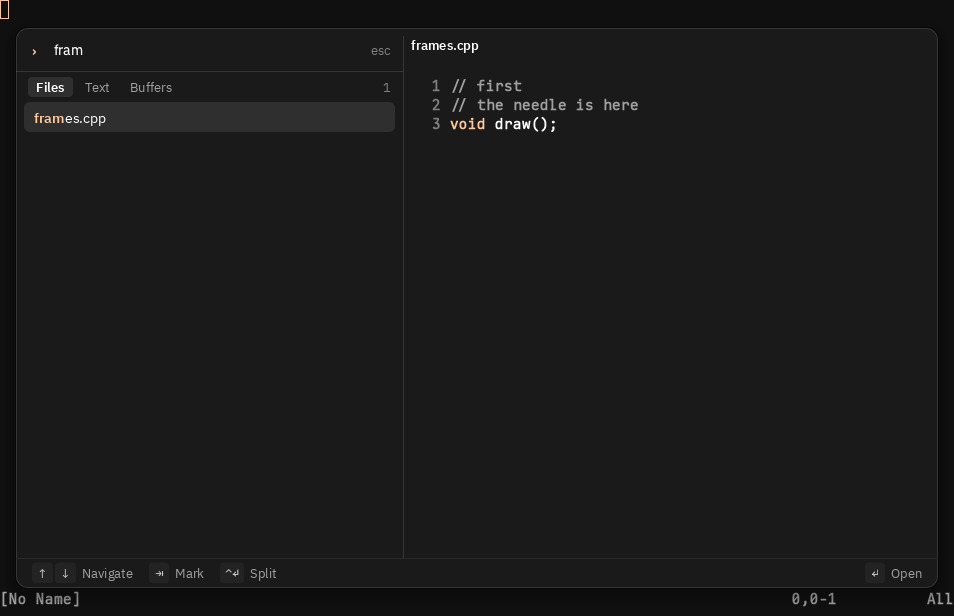 › fram esc
Files Text Buffers 1
frames.cpp
frames.cpp
1 // first
2 // the needle is here
3 void draw();
↑ ↓ Navigate ⇥ Mark ^↵ Split ↵ Open
[No Name] 0,0-1 All